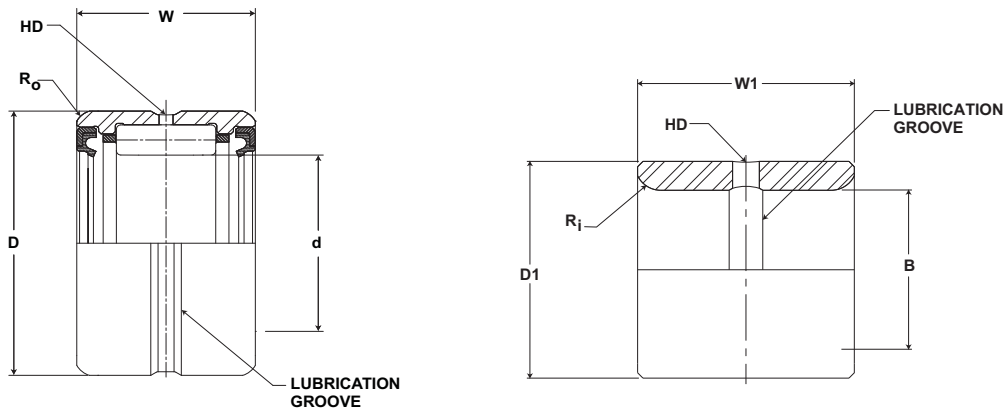 W
HD
Ro
D
d
LUBRICATION
GROOVE
W1
HD
LUBRICATION
GROOVE
Ri
D1
B